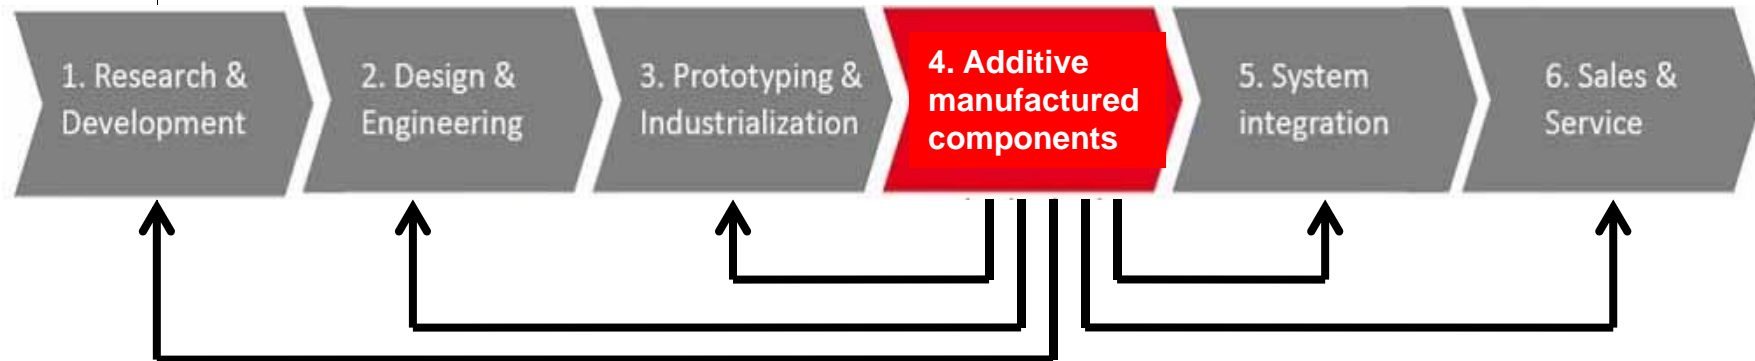 1. Research &
Development
2. Design &
Engineering
3. Prototyping &
Industrialization
4. Additive
manufactured
components
5. System
integration
6. Sales &
Service